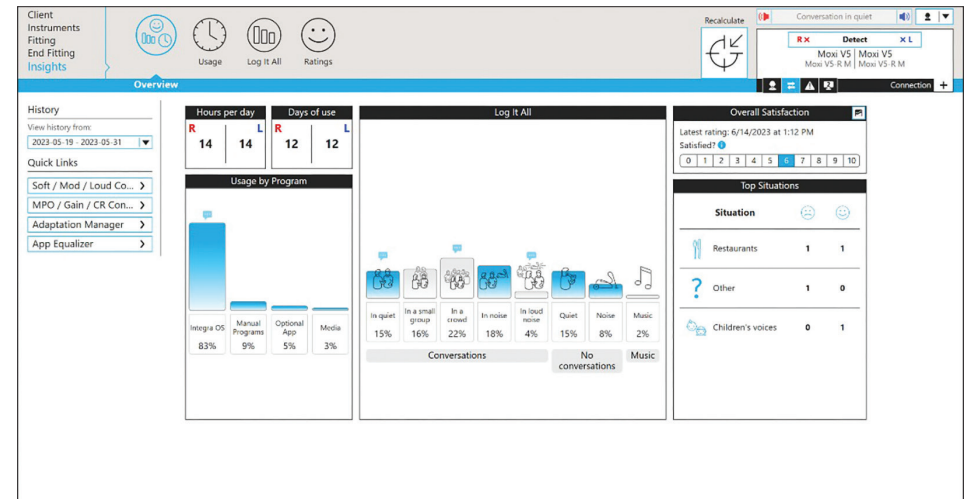 Client
Instruments
Fitting
End Fitting
Insights
Usage
Log It All
Ratings
Overview
Recalculate
Conversation in quiet
R× Detect ×L
Moxi V5 | Moxi V5
Moxi V5-R M | Moxi V5-R M
Connection +
History
View history from:
2023-05-19 - 2023-05-31
Quick Links
Soft / Mod / Loud Co...
MPO / Gain / CR Con...
Adaptation Manager
App Equalizer
Hours per day
R L
14 14
Days of use
R L
12 12
Usage by Program
Integra OS
Manual Programs
Optional App
Media
83% 9% 5% 3%
Log It All
In quiet
In a small group
In a crowd
In noise
In loud noise
Quiet
Noise
Music
15% 16% 22% 18% 4% 15% 8% 2%
Conversations
No conversations
Music
Overall Satisfaction
Latest rating: 6/14/2023 at 1:12 PM
Satisfied?
0 1 2 3 4 5 6 7 8 9 10
Top Situations
Situation
Restaurants 1 1
? Other 1 0
Children's voices 0 1